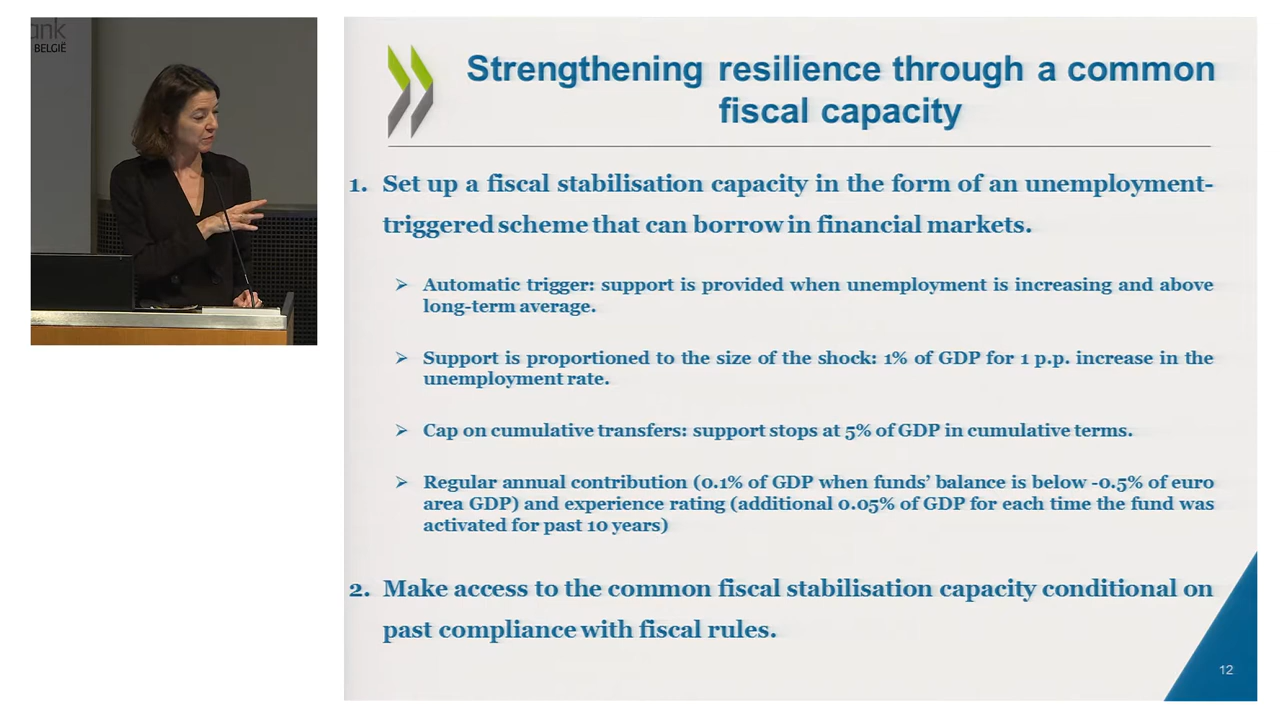 ank
BELGIË
Strengthening resilience through a common
fiscal capacity
1. Set up a fiscal stabilisation capacity in the form of an unemployment-
triggered scheme that can borrow in financial markets.
➢ Automatic trigger: support is provided when unemployment is increasing and above
long-term average.
➢ Support is proportioned to the size of the shock: 1% of GDP for 1 p.p. increase in the
unemployment rate.
➢ Cap on cumulative transfers: support stops at 5% of GDP in cumulative terms.
➢ Regular annual contribution (0.1% of GDP when funds’ balance is below -0.5% of euro
area GDP) and experience rating (additional 0.05% of GDP for each time the fund was
activated for past 10 years)
2. Make access to the common fiscal stabilisation capacity conditional on
past compliance with fiscal rules.
12